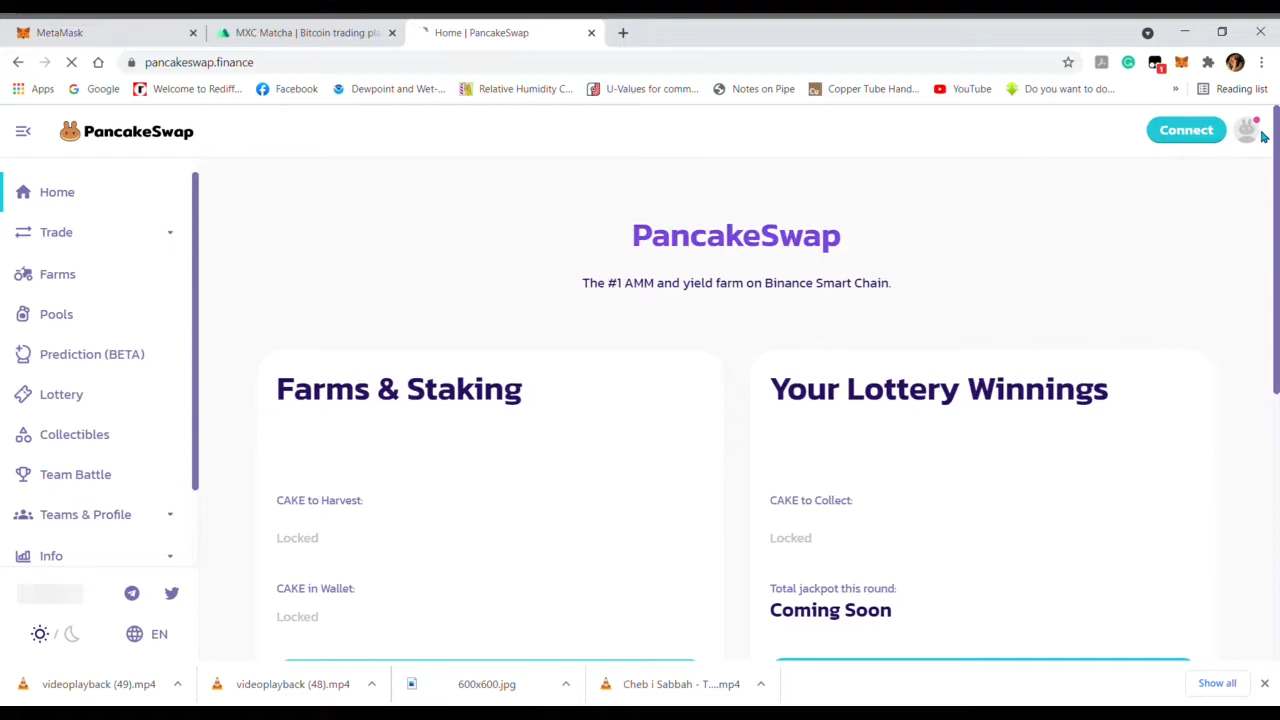 MetaMask
MXC Matcha | Bitcoin trading pla
Home | PancakeSwap
pancakeswap.finance
1
Apps
Google
Welcome to Rediff...
Facebook
Dewpoint and Wet-...
Relative Humidity C...
U-Values for comm...
Notes on Pipe
Copper Tube Hand...
YouTube
Do you want to do...
»
Reading list
PancakeSwap
Connect
Home
Trade
Farms
Pools
Prediction (BETA)
Lottery
Collectibles
Team Battle
Teams & Profile
Info
/
EN
PancakeSwap
The #1 AMM and yield farm on Binance Smart Chain.
Farms & Staking
CAKE to Harvest:
Locked
CAKE in Wallet:
Locked
Your Lottery Winnings
CAKE to Collect:
Locked
Total jackpot this round:
Coming Soon
videoplayback (49).mp4
videoplayback (48).mp4
600x600.jpg
Cheb i Sabbah - T....mp4
Show all